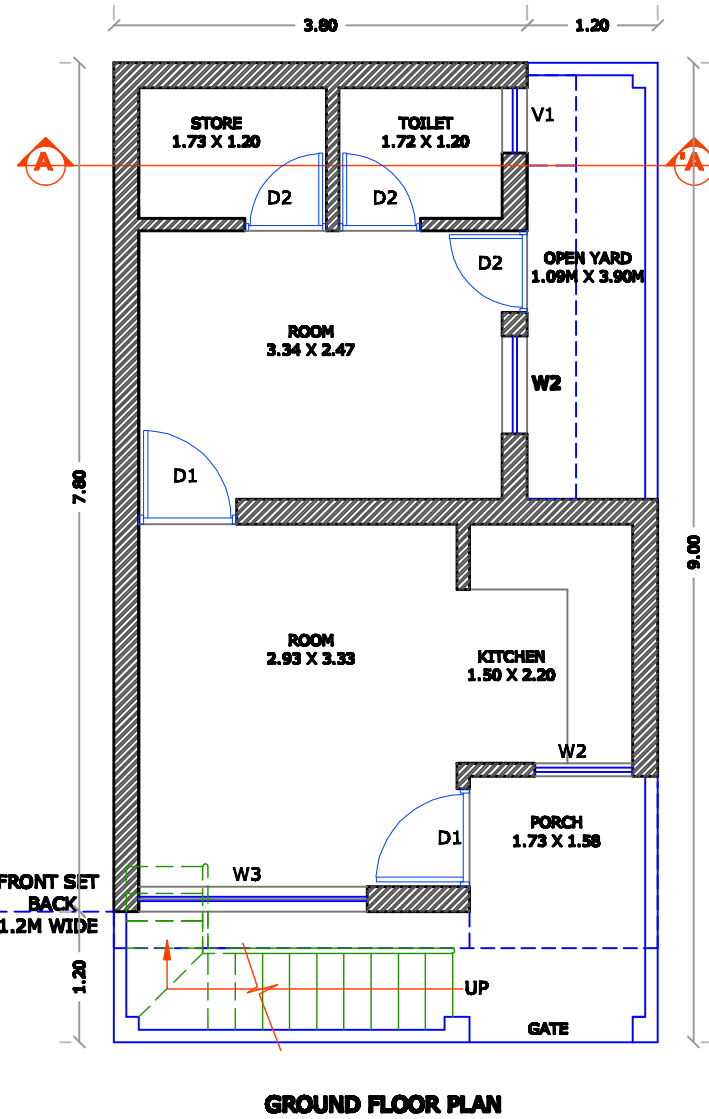 3.80
1.20
STORE
1.73 X 1.20
TOILET
1.72 X 1.20
V1
A
'A
D2
D2
D2
OPEN YARD
1.09M X 3.90M
ROOM
3.34 X 2.47
W2
D1
7.80
9.00
ROOM
2.93 X 3.33
KITCHEN
1.50 X 2.20
W2
PORCH
1.73 X 1.58
D1
W3
FRONT SET
BACK
1.2M WIDE
1.20
UP
GATE
GROUND FLOOR PLAN